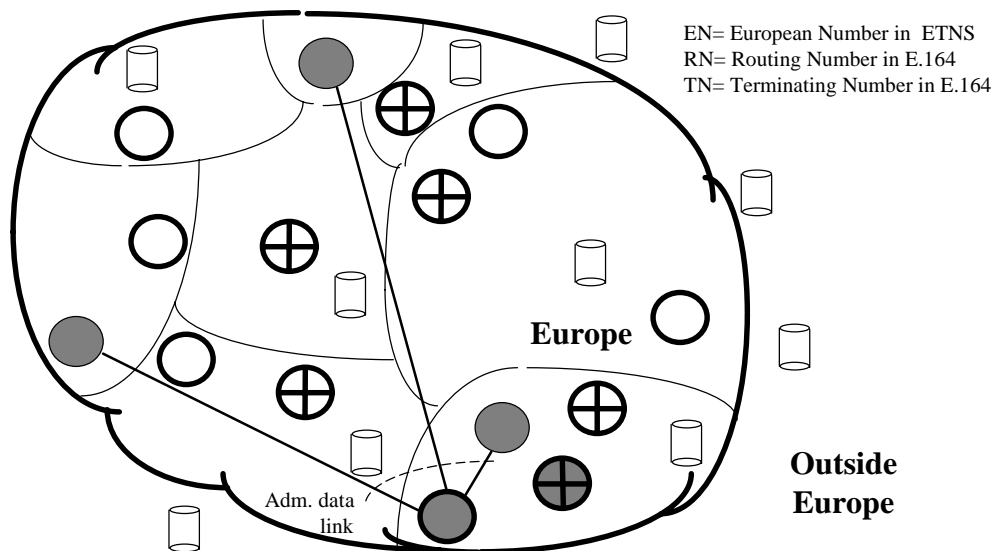 EN= European Number in  ETNS
RN= Routing Number in E.164
TN= Terminating Number in E.164
Europe
Outside
Europe
Adm. data
link